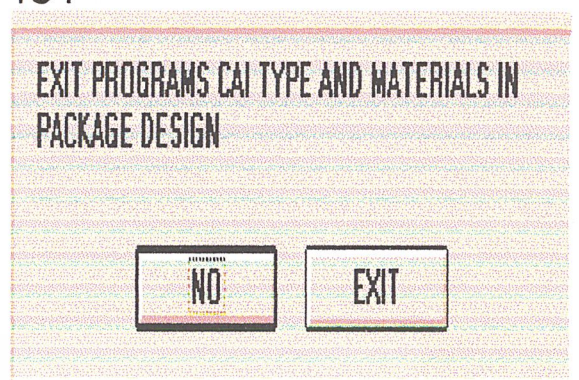 EXIT PROGRAMS CAI TYPE AND MATERIALS IN
PACKAGE DESIGN
NO
EXIT